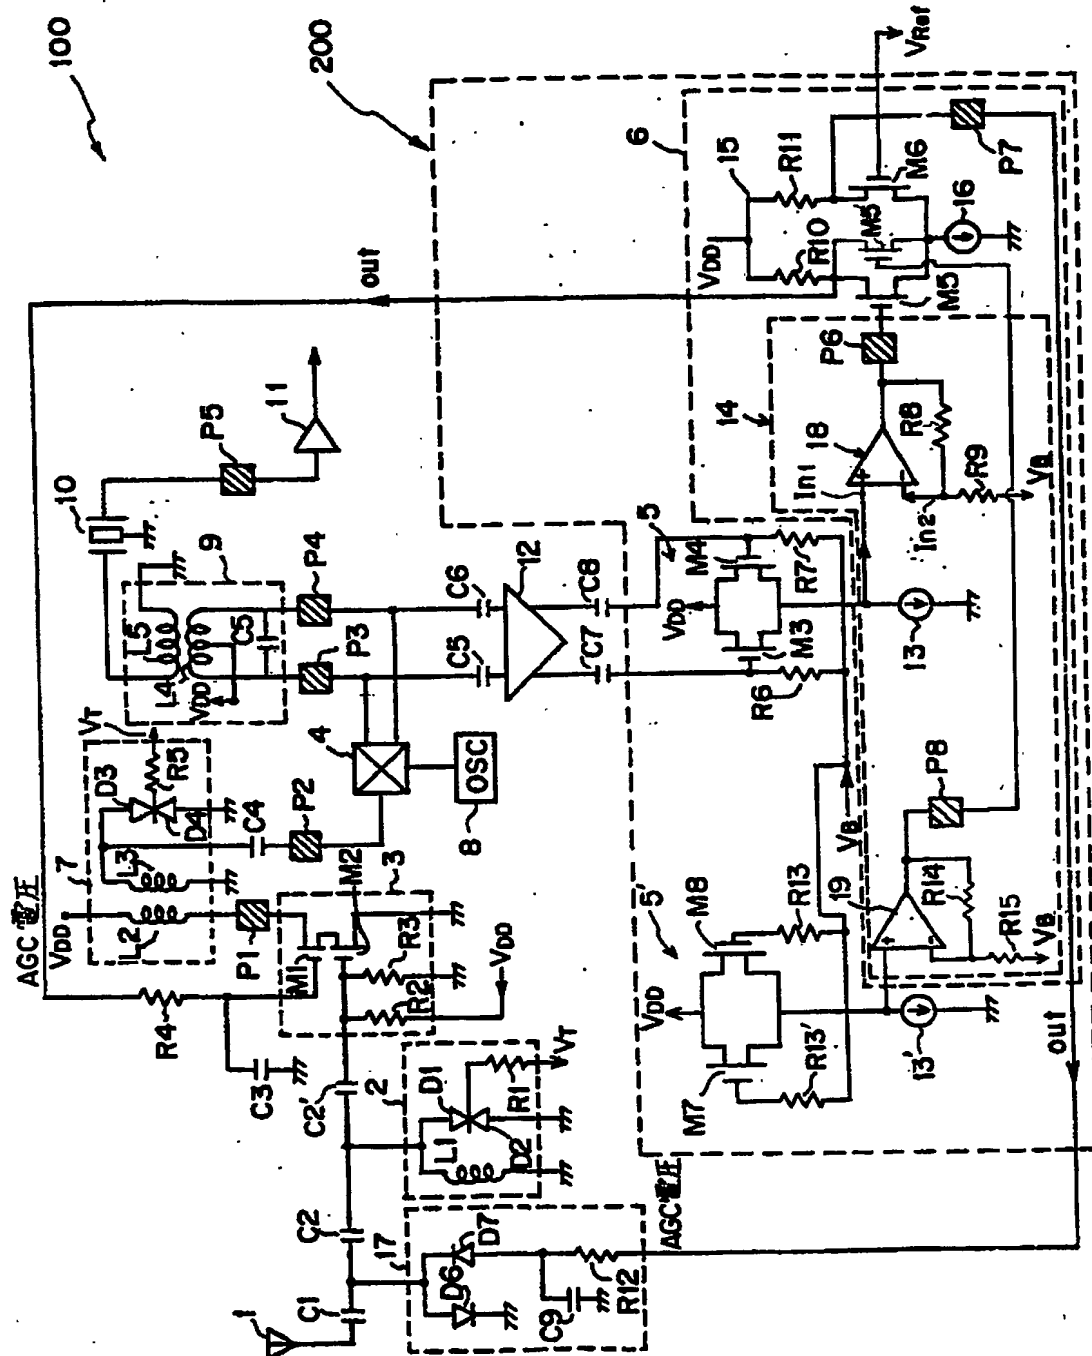 100
200
AGC電圧
out
VDD
7
L2
L3
D3
D4
R5
VT
9
L4
L5
VDD
C5
10
P5
11
P1
C4
P2
P3
P4
R4
C3
M1
M2
3
R2
R3
VDD
4
OSC
8
C5
C6
12
C7
C8
1
C1
C2
C2'
17
D6
D7
C9
R12
2
L1
D1
D2
R1
VT
AGC電圧
5'
VDD
M7
M8
R13'
R13
13'
VB
5
VDD
M3
M4
R6
R7
13
19
R14
R15
VB
P8
14
In1
In2
18
R8
R9
VB
P6
6
15
VDD
R10
R11
M5
M5'
M6
16
P7
VRef
out